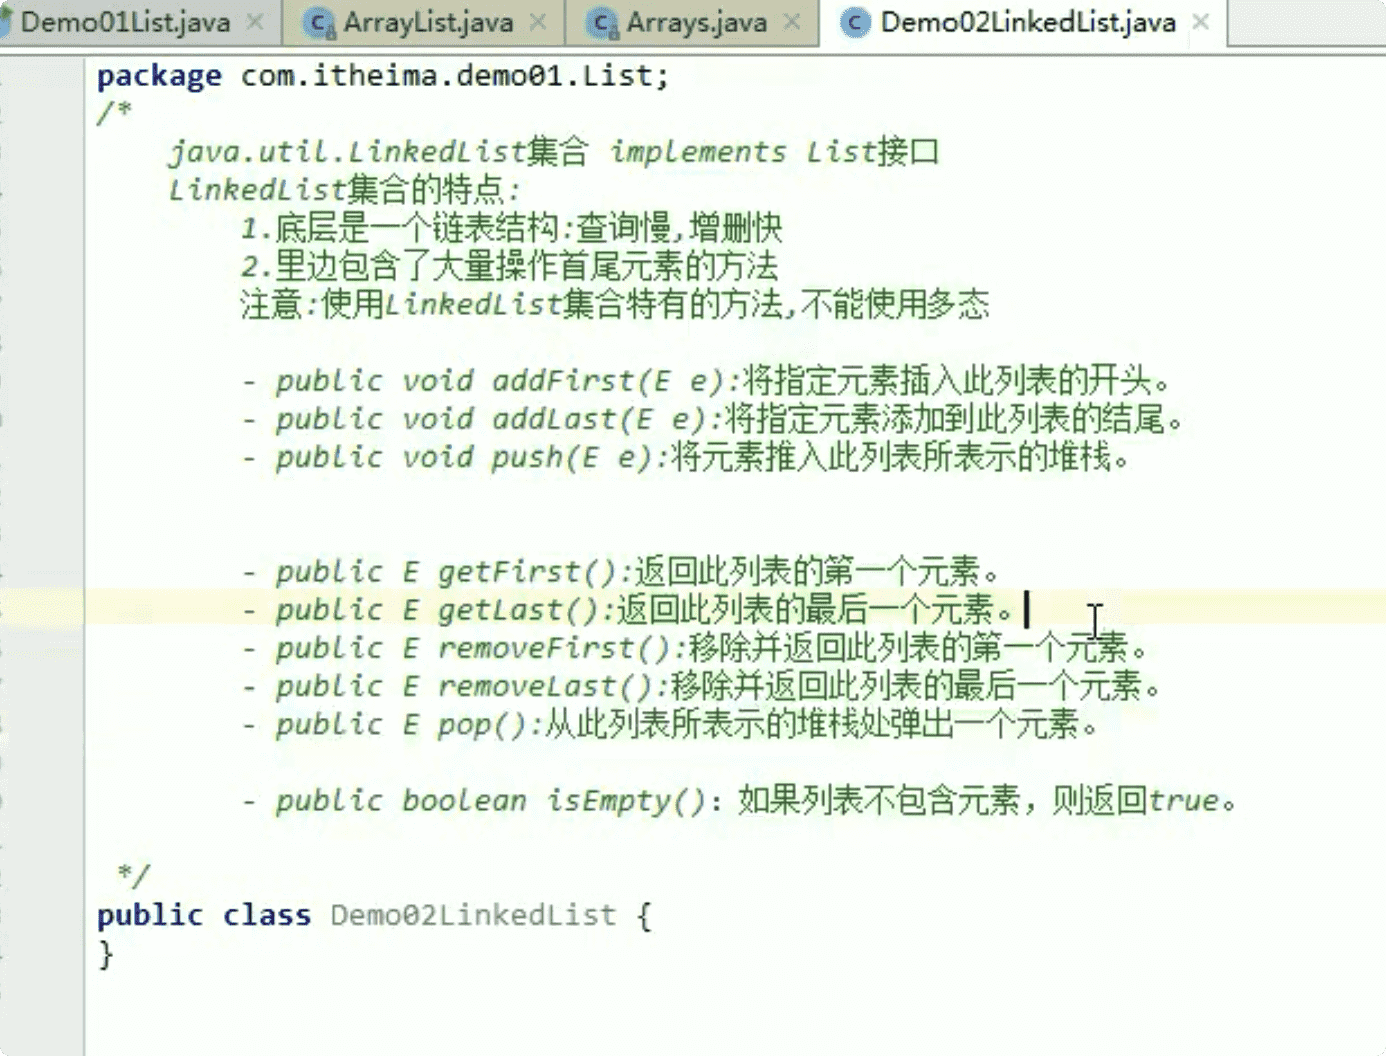 Demo01List.java ArrayList.java Arrays.java Demo02LinkedList.java
package com.itheima.demo01.List;
/*
java.util.LinkedList集合 implements List接口
LinkedList集合的特点:
1.底层是一个链表结构:查询慢,增删快
2.里边包含了大量操作首尾元素的方法
注意:使用LinkedList集合特有的方法,不能使用多态
- public void addFirst(E e):将指定元素插入此列表的开头。
- public void addLast(E e):将指定元素添加到此列表的结尾。
- public void push(E e):将元素推入此列表所表示的堆栈。
- public E getFirst():返回此列表的第一个元素。
- public E getLast():返回此列表的最后一个元素。
- public E removeFirst():移除并返回此列表的第一个元素。
- public E removeLast():移除并返回此列表的最后一个元素。
- public E pop():从此列表所表示的堆栈处弹出一个元素。
- public boolean isEmpty()：如果列表不包含元素，则返回true。
*/
public class Demo02LinkedList {
}